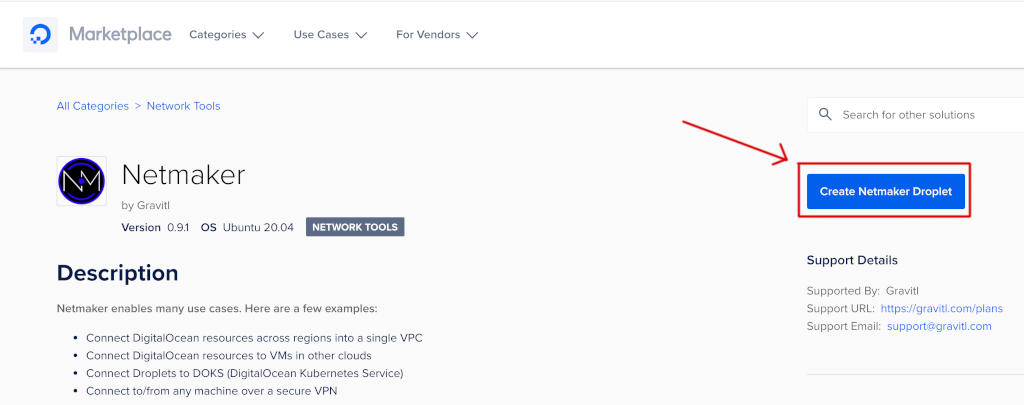 Marketplace Categories Use Cases For Vendors
All Categories > Network Tools
Search for other solutions
NM
Netmaker
by Gravitl
Version 0.9.1 OS Ubuntu 20.04 NETWORK TOOLS
Create Netmaker Droplet
Description
Netmaker enables many use cases. Here are a few examples:
• Connect DigitalOcean resources across regions into a single VPC
• Connect DigitalOcean resources to VMs in other clouds
• Connect Droplets to DOKS (DigitalOcean Kubernetes Service)
• Connect to/from any machine over a secure VPN
Support Details
Supported By: Gravitl
Support URL: https://gravitl.com/plans
Support Email: support@gravitl.com